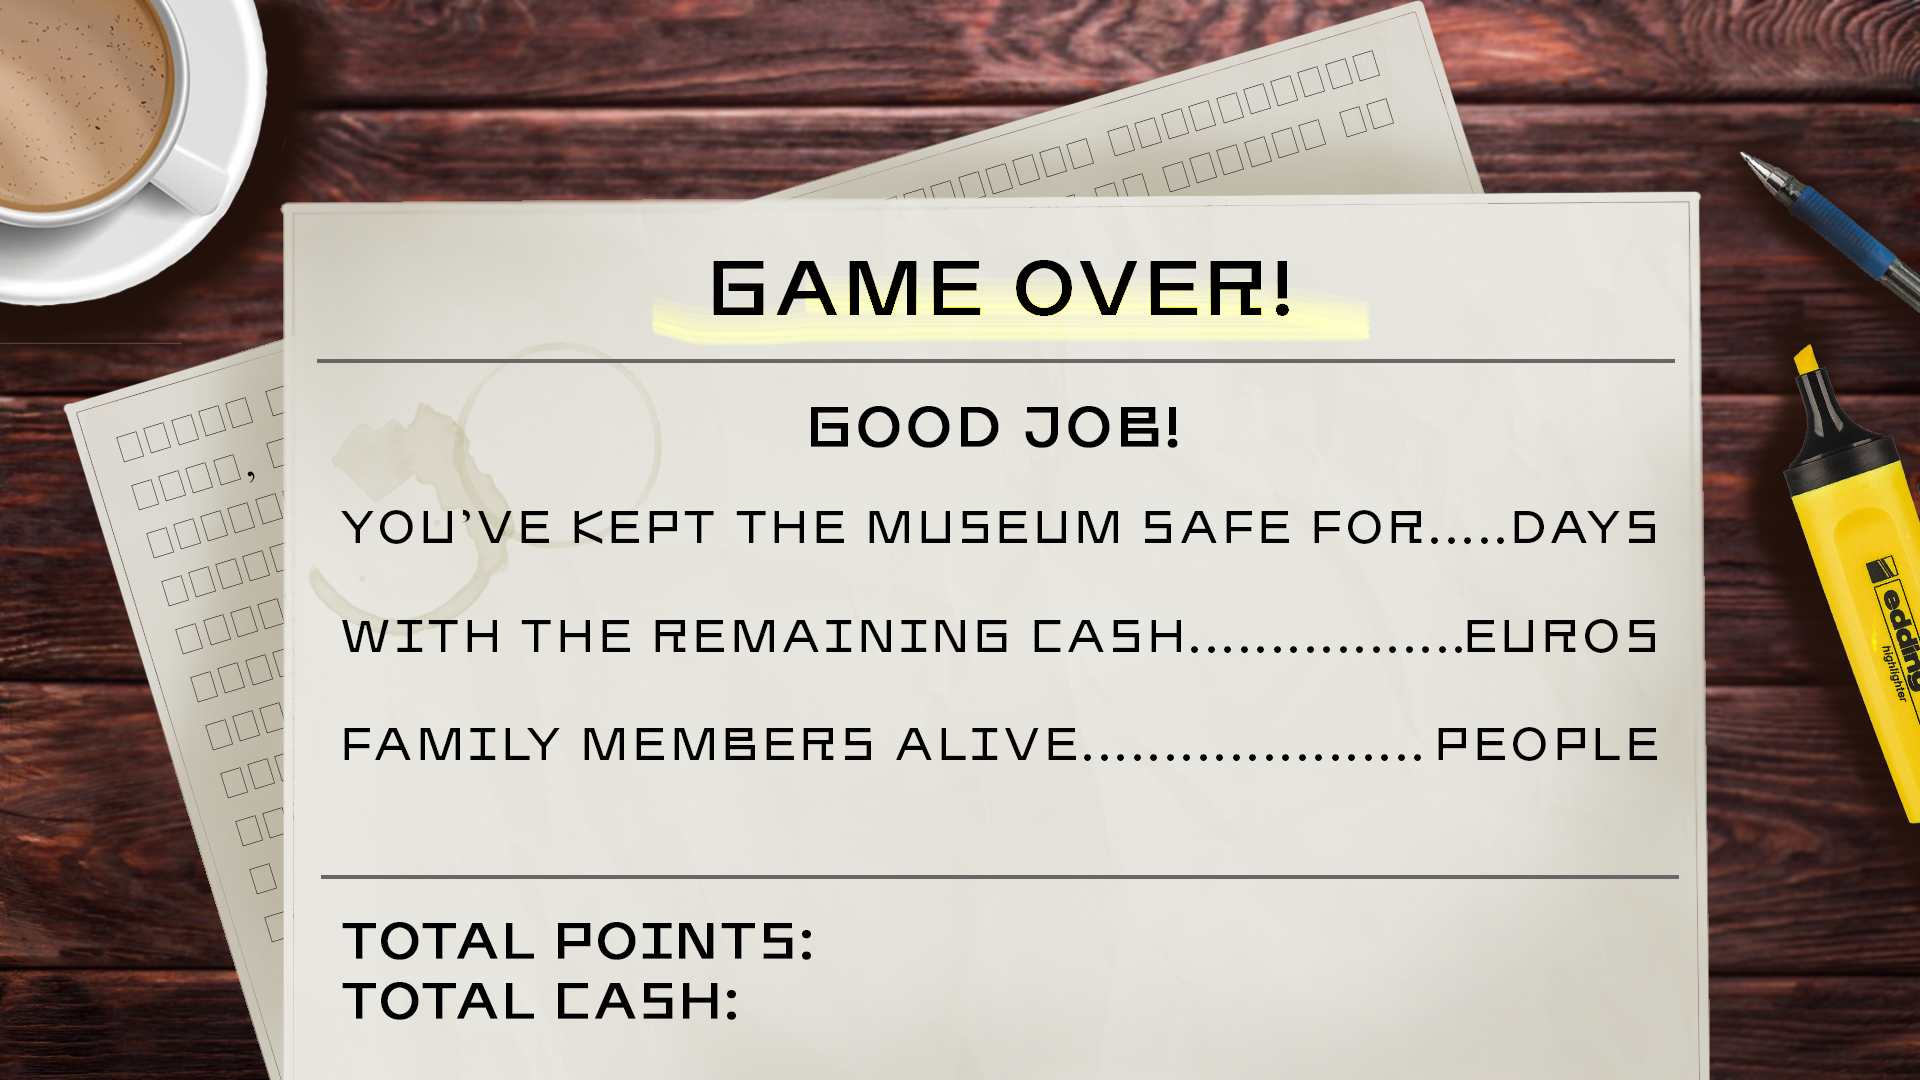 GAME OVER!
GOOD JOB!
YOU'VE KEPT THE MUSEUM SAFE FOR.....DAYS
WITH THE REMAINING CASH.................EUROS
FAMILY MEMBERS ALIVE..................... PEOPLE
TOTAL POINTS:
TOTAL CASH:
edding
highlighter